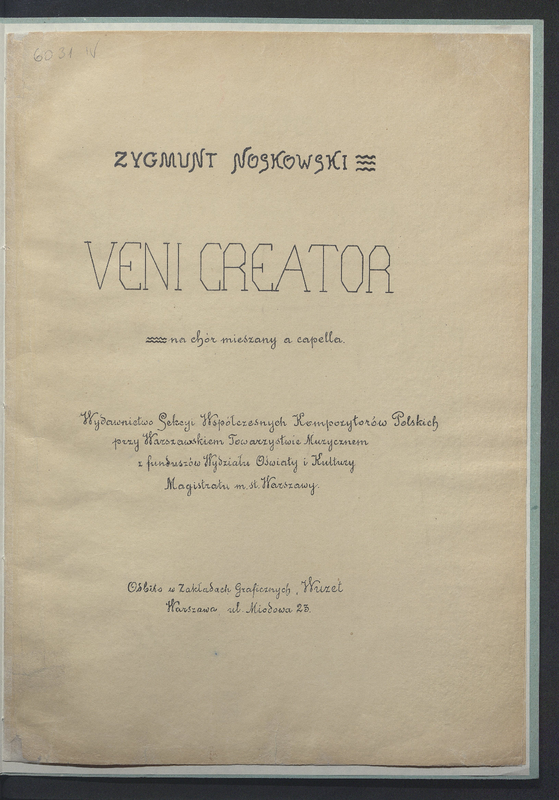 6031 IV
ZYGMUNT NOSKOWSKI
VENI CREATOR
na chór mieszany a capella.
Wydawnictwo Sekcyi Współczesnych Kompozytorów Polskich
przy Warszawskiem Towarzystwie Muzycznem
z funduszów Wydziału Oświaty i Kultury
Magistratu m. st. Warszawy.
Odbito w Zakładach Graficznych „Wuzet
Warszawa, ul. Miodowa 23.